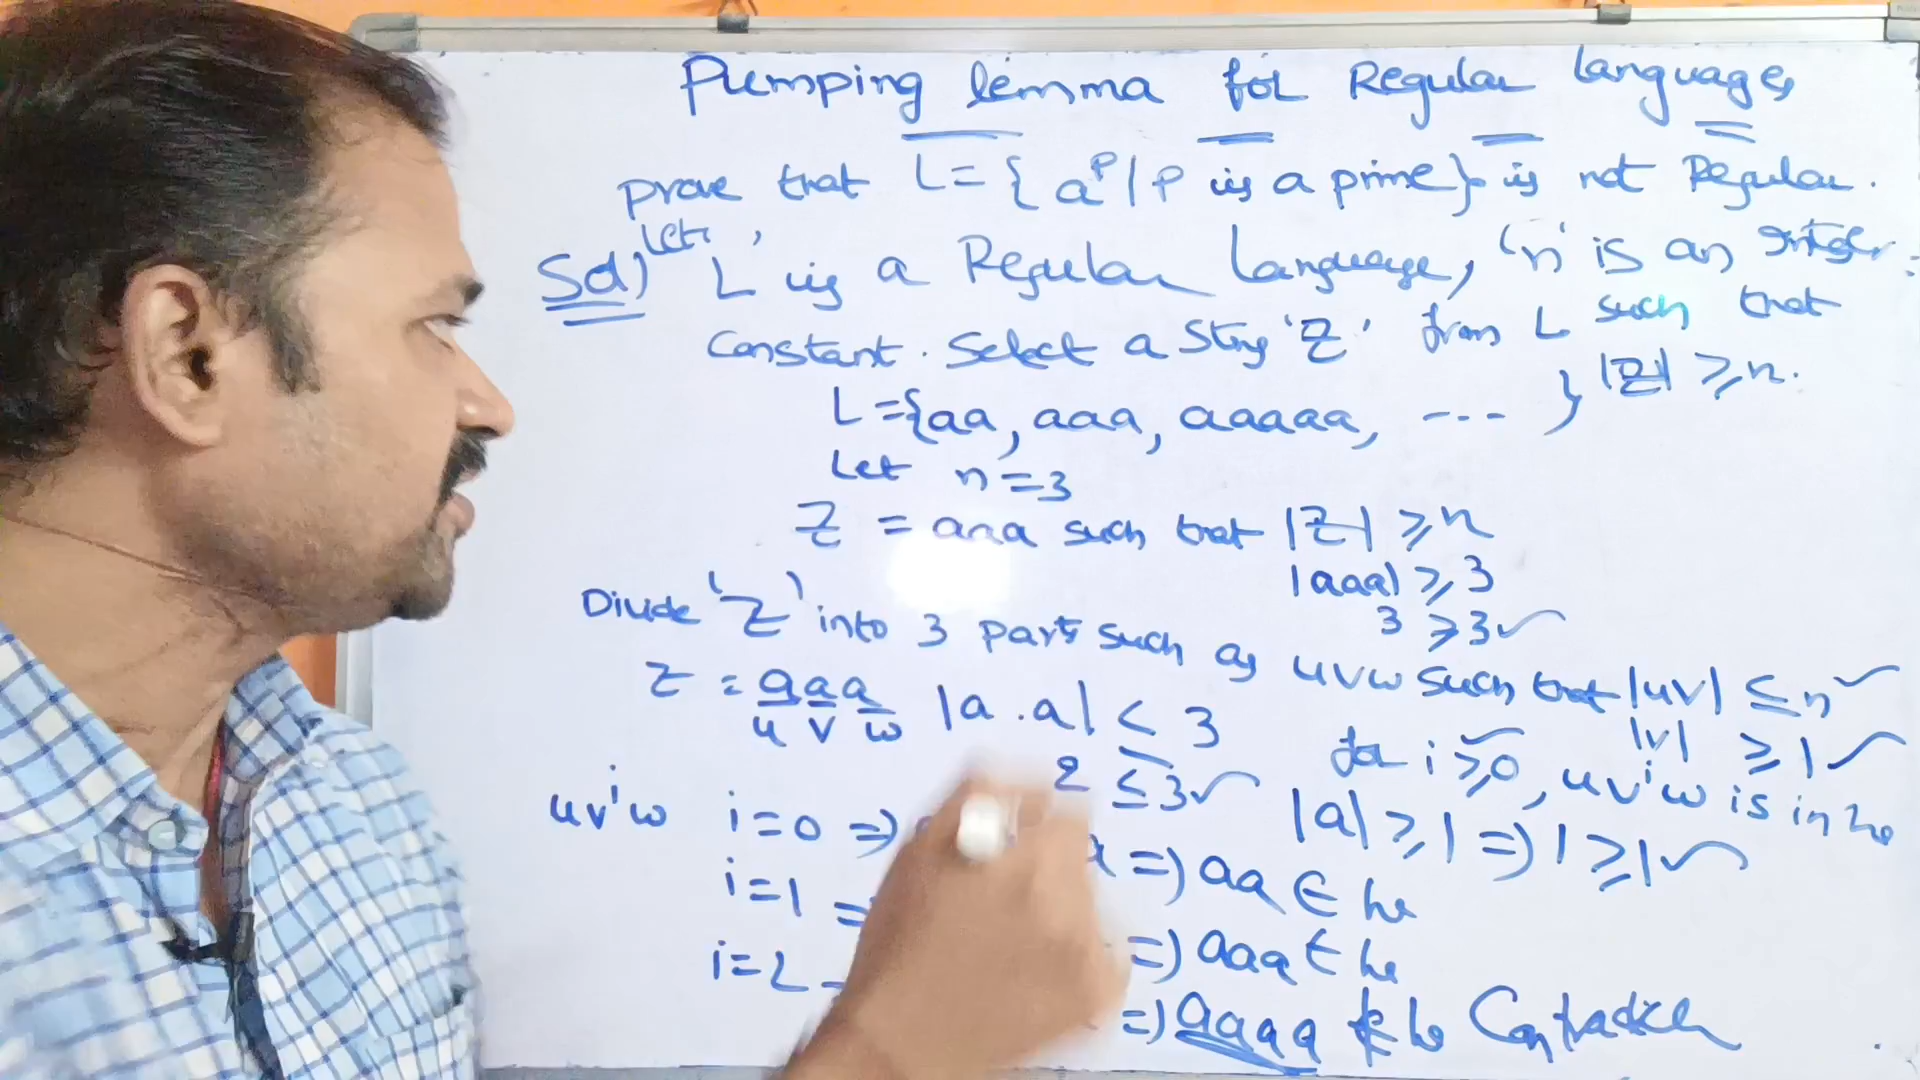 Pumping lemma for Regular Languages
prove that L = { a^p | p is a prime } is not Regular.
Sol) Let, L is a Regular Language, 'n' is an Integer
constant. Select a String 'Z' from L such that |Z| ≥ n.
L = {aa, aaa, aaaaa, --- }
Let n = 3
Z = aaa such that |Z| ≥ n
|aaa| ≥ 3
3 ≥ 3 ✓
Divide 'Z' into 3 parts such as uvw such that |uv| ≤ n ✓
|v| ≥ 1 ✓
Z = a a a |a.a| ≤ 3
u v w
2 ≤ 3 ✓
for i ≥ 0, uv^i w is in L
|a| ≥ 1 => 1 ≥ 1 ✓
uv^i w i=0 => a => aa ∈ L
i=1 => aaa ∈ L
i=2 => aaaa ∉ L Contradiction